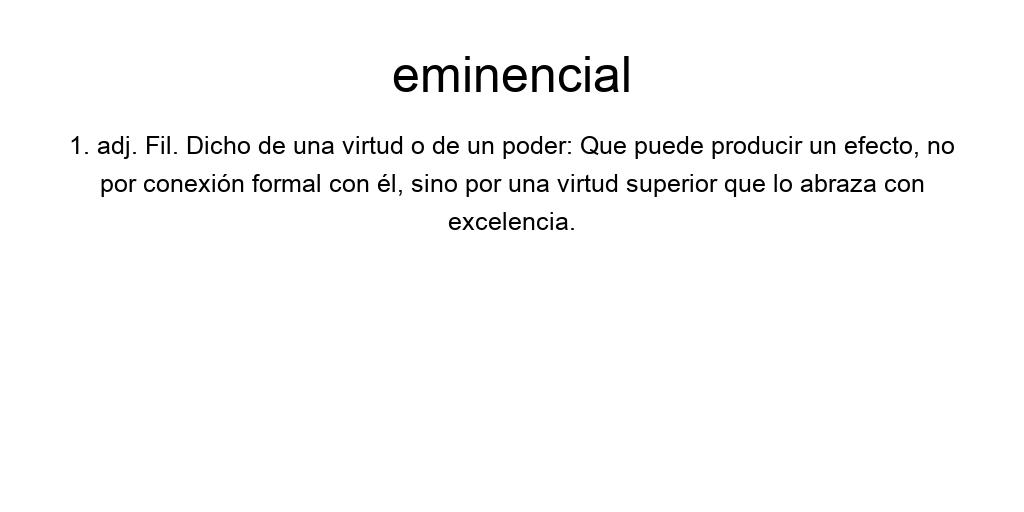 eminencial
1. adj. Fil. Dicho de una virtud o de un poder: Que puede producir un efecto, no
por conexión formal con él, sino por una virtud superior que lo abraza con
excelencia.